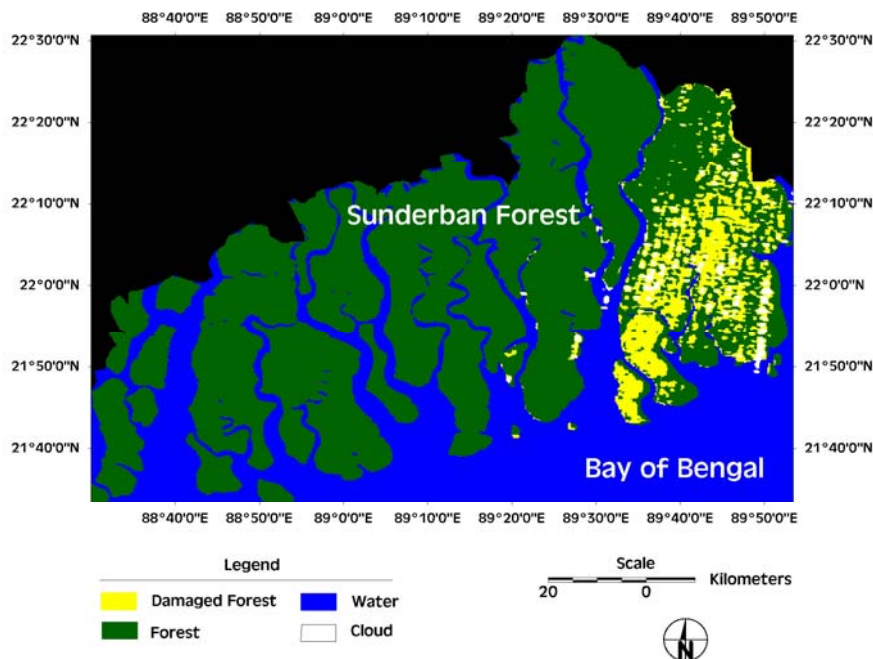 88°40'0"E 88°50'0"E 89°0'0"E 89°10'0"E 89°20'0"E 89°30'0"E 89°40'0"E 89°50'0"E
22°30'0"N 22°30'0"N
22°20'0"N 22°20'0"N
22°10'0"N 22°10'0"N
Sunderban Forest
22°0'0"N 22°0'0"N
21°50'0"N 21°50'0"N
21°40'0"N 21°40'0"N
Bay of Bengal
88°40'0"E 88°50'0"E 89°0'0"E 89°10'0"E 89°20'0"E 89°30'0"E 89°40'0"E 89°50'0"E
Legend
Scale
Damaged Forest Water
20 0 Kilometers
Forest Cloud
N